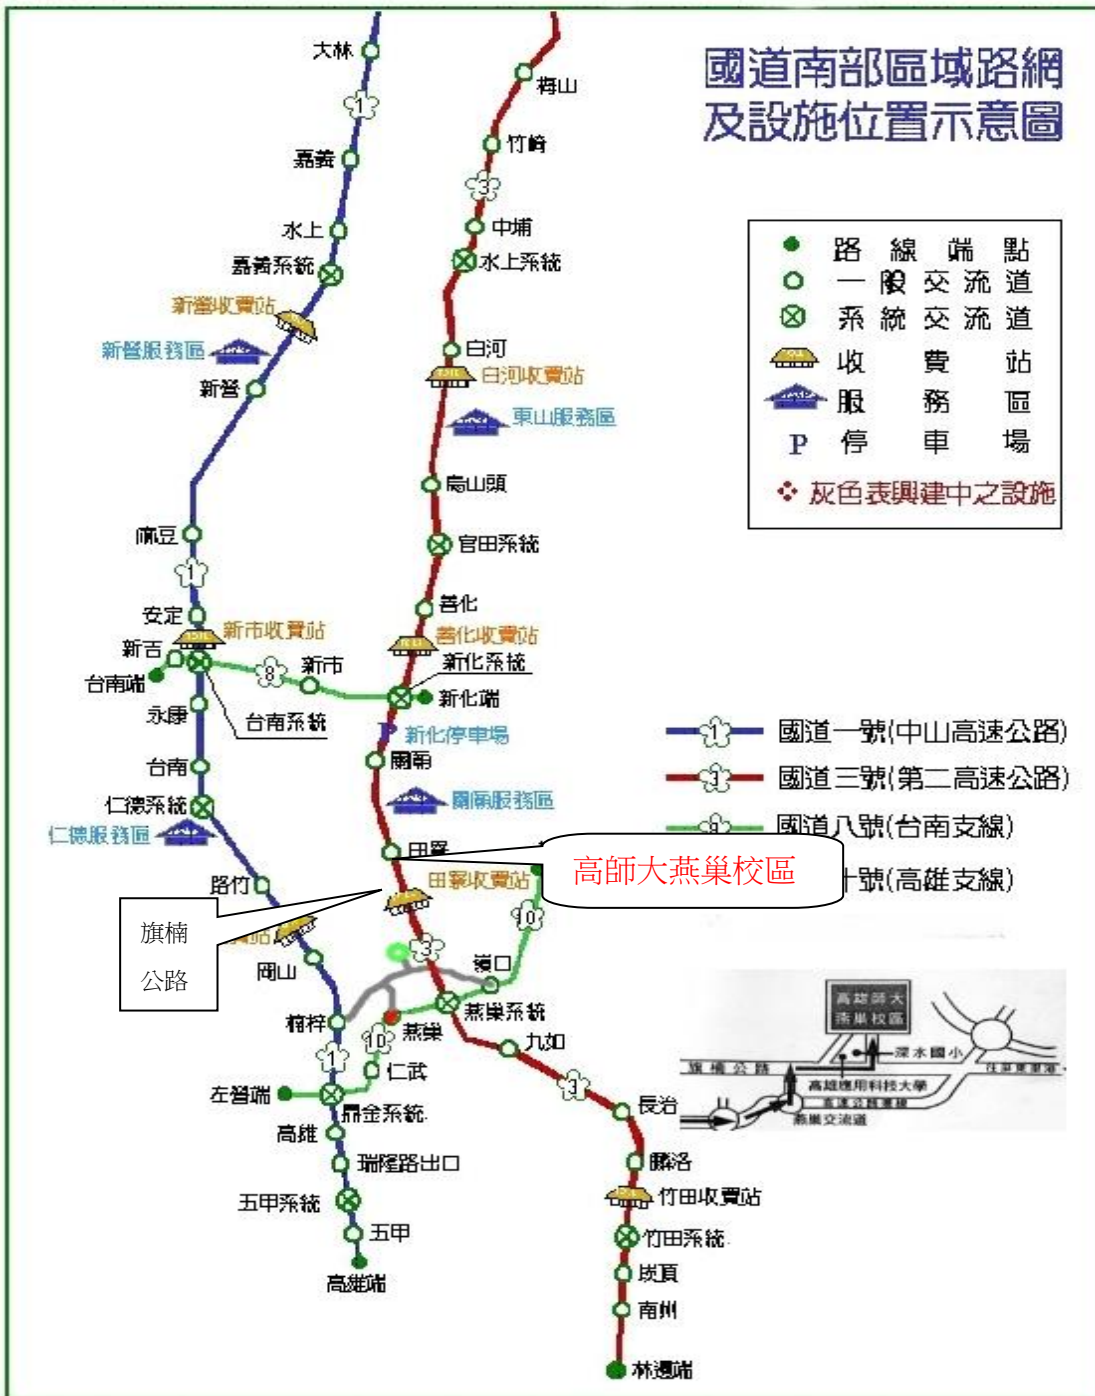 國道南部區域路網
及設施位置示意圖
大林
1
嘉義
水上
嘉義系統
新營收費站
新營服務區
新營
麻豆
1
安定
新市收費站
新吉
台南端
8
新市
永康
台南系統
台南
仁德系統
仁德服務區
路竹
岡山
楠梓
1
左營端
鼎金系統
高雄
瑞隆路出口
五甲系統
五甲
高雄端
梅山
竹崎
3
中埔
水上系統
白河
白河收費站
東山服務區
烏山頭
官田系統
善化
善化收費站
新化系統
新化端
P
新化停車場
關廟
關廟服務區
田寮
田寮收費站
3
10
嶺口
燕巢系統
燕巢
10
仁武
九如
3
長治
麟洛
竹田收費站
竹田系統
崁頂
南州
林邊端
路線端點
一般交流道
系統交流道
收費站
服務區
P 停車場
灰色表興建中之設施
1 國道一號(中山高速公路)
3 國道三號(第二高速公路)
8 國道八號(台南支線)
十號(高雄支線)
高師大燕巢校區
旗楠
公路
高雄師大
燕巢校區
深水國小
旗楠公路
高雄應用科技大學
燕巢交流道